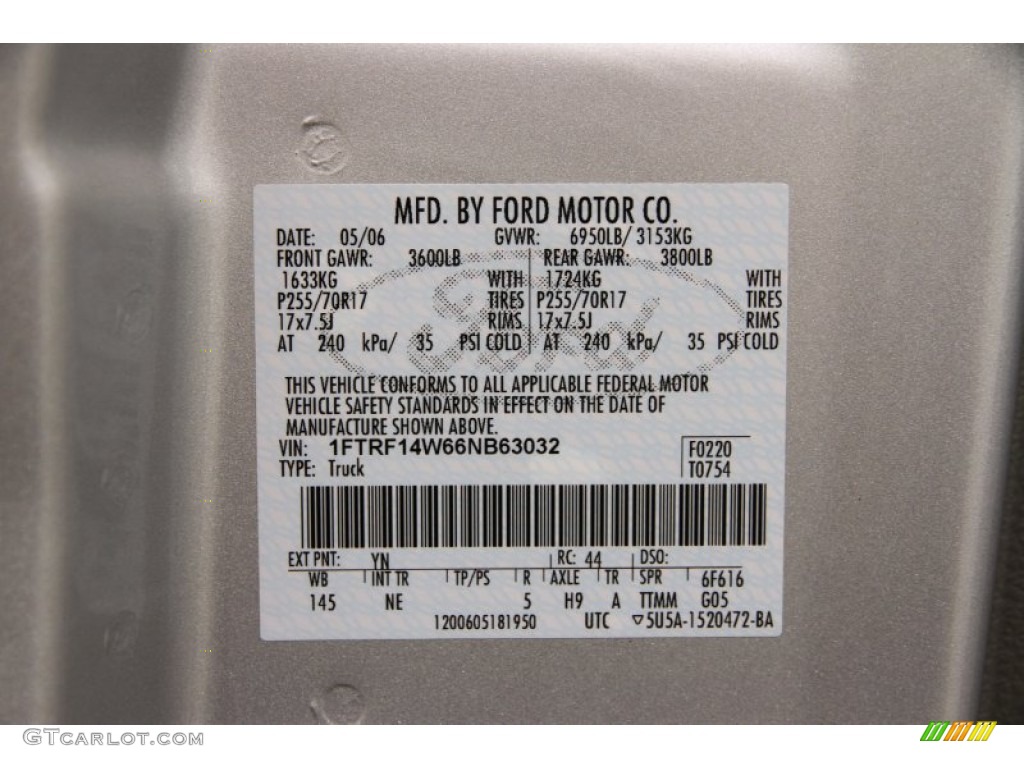 MFD. BY FORD MOTOR CO.
DATE: 05/06 GVWR: 6950LB/ 3153KG
FRONT GAWR: 3600LB REAR GAWR: 3800LB
1633KG WITH 1724KG WITH
P255/70R17 TIRES P255/70R17 TIRES
17x7.5J RIMS 17x7.5J RIMS
AT 240 kPa/ 35 PSI COLD AT 240 kPa/ 35 PSI COLD
Ford
THIS VEHICLE CONFORMS TO ALL APPLICABLE FEDERAL MOTOR
VEHICLE SAFETY STANDARDS IN EFFECT ON THE DATE OF
MANUFACTURE SHOWN ABOVE.
VIN: 1FTRF14W66NB63032 F0220
TYPE: Truck T0754
EXT PNT: YN RC: 44 DSO:
WB INT TR TP/PS R AXLE TR SPR 6F616
145 NE 5 H9 A TTMM G05
1200605181950 UTC ▽5U5A-1520472-BA
GTCarLot.com